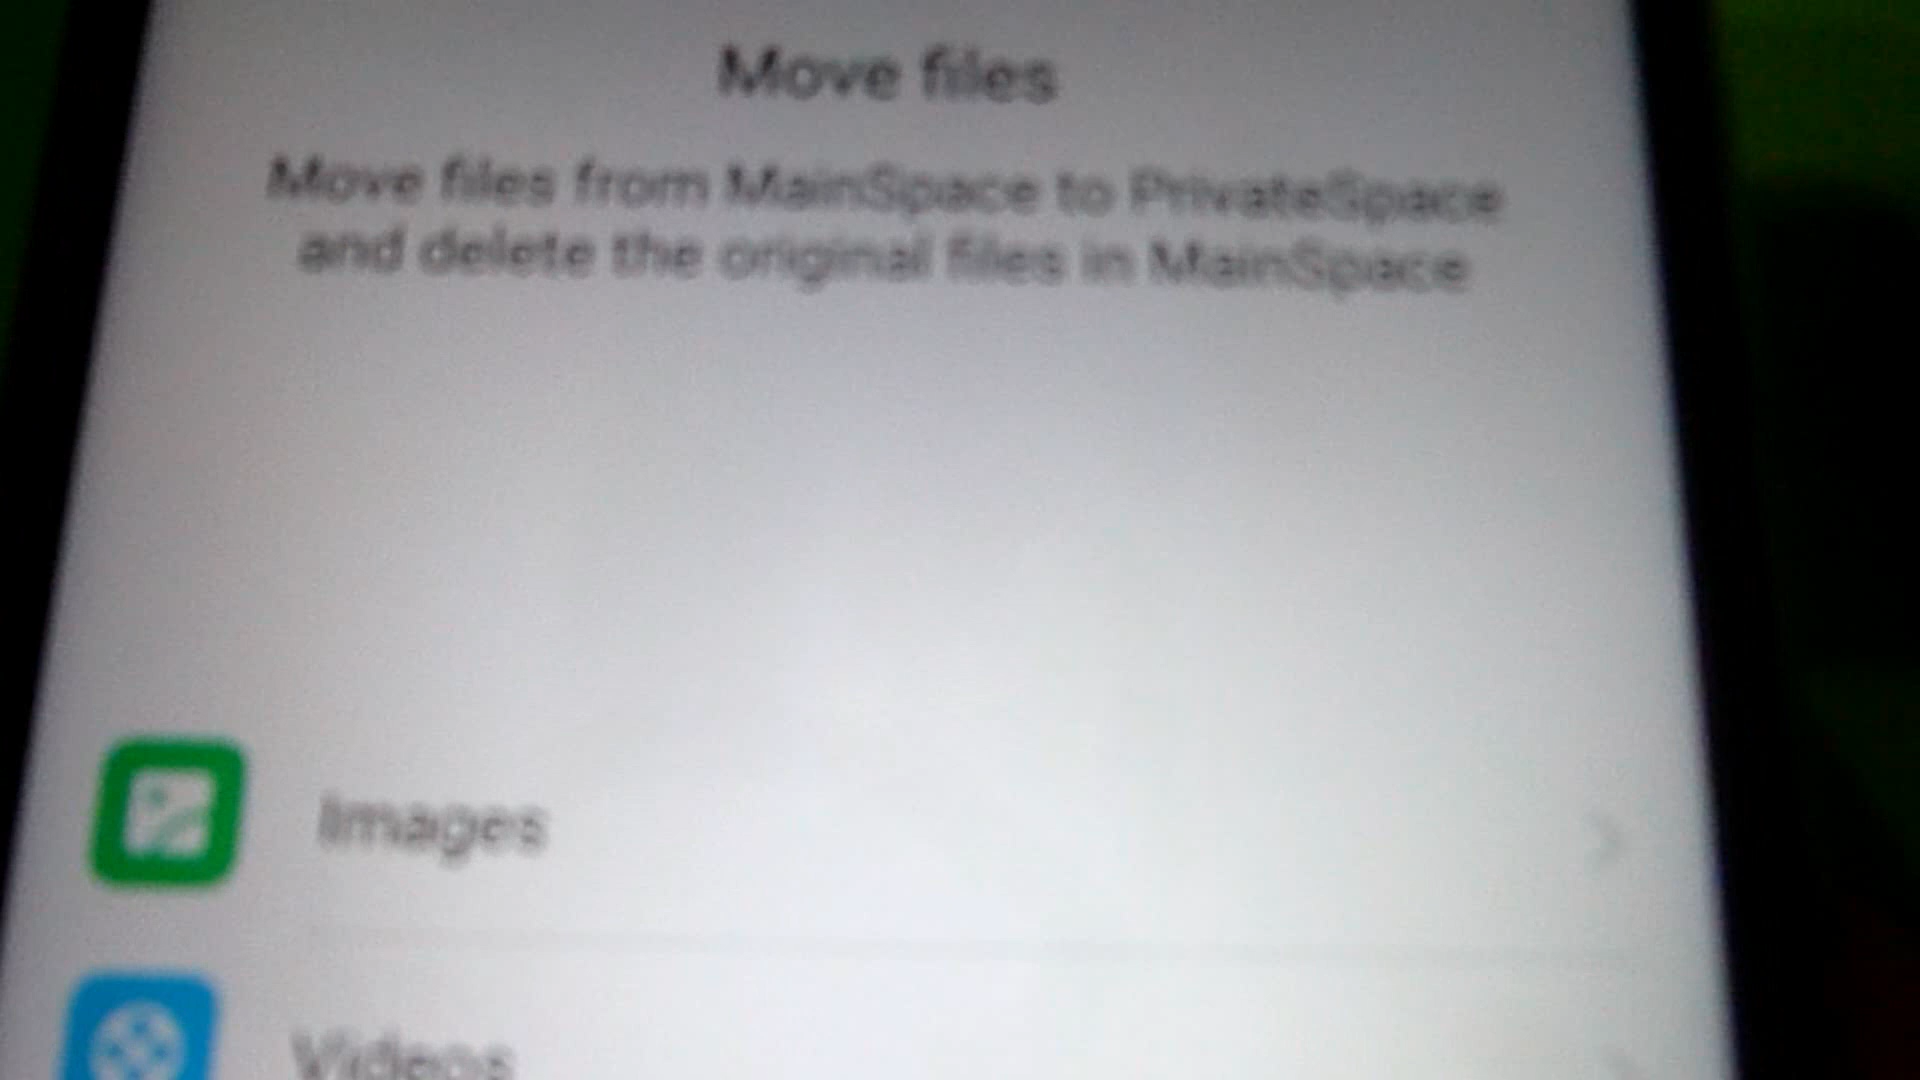 Move files
Move files from MainSpace to PrivateSpace
and delete the original files in MainSpace
Images
Videos